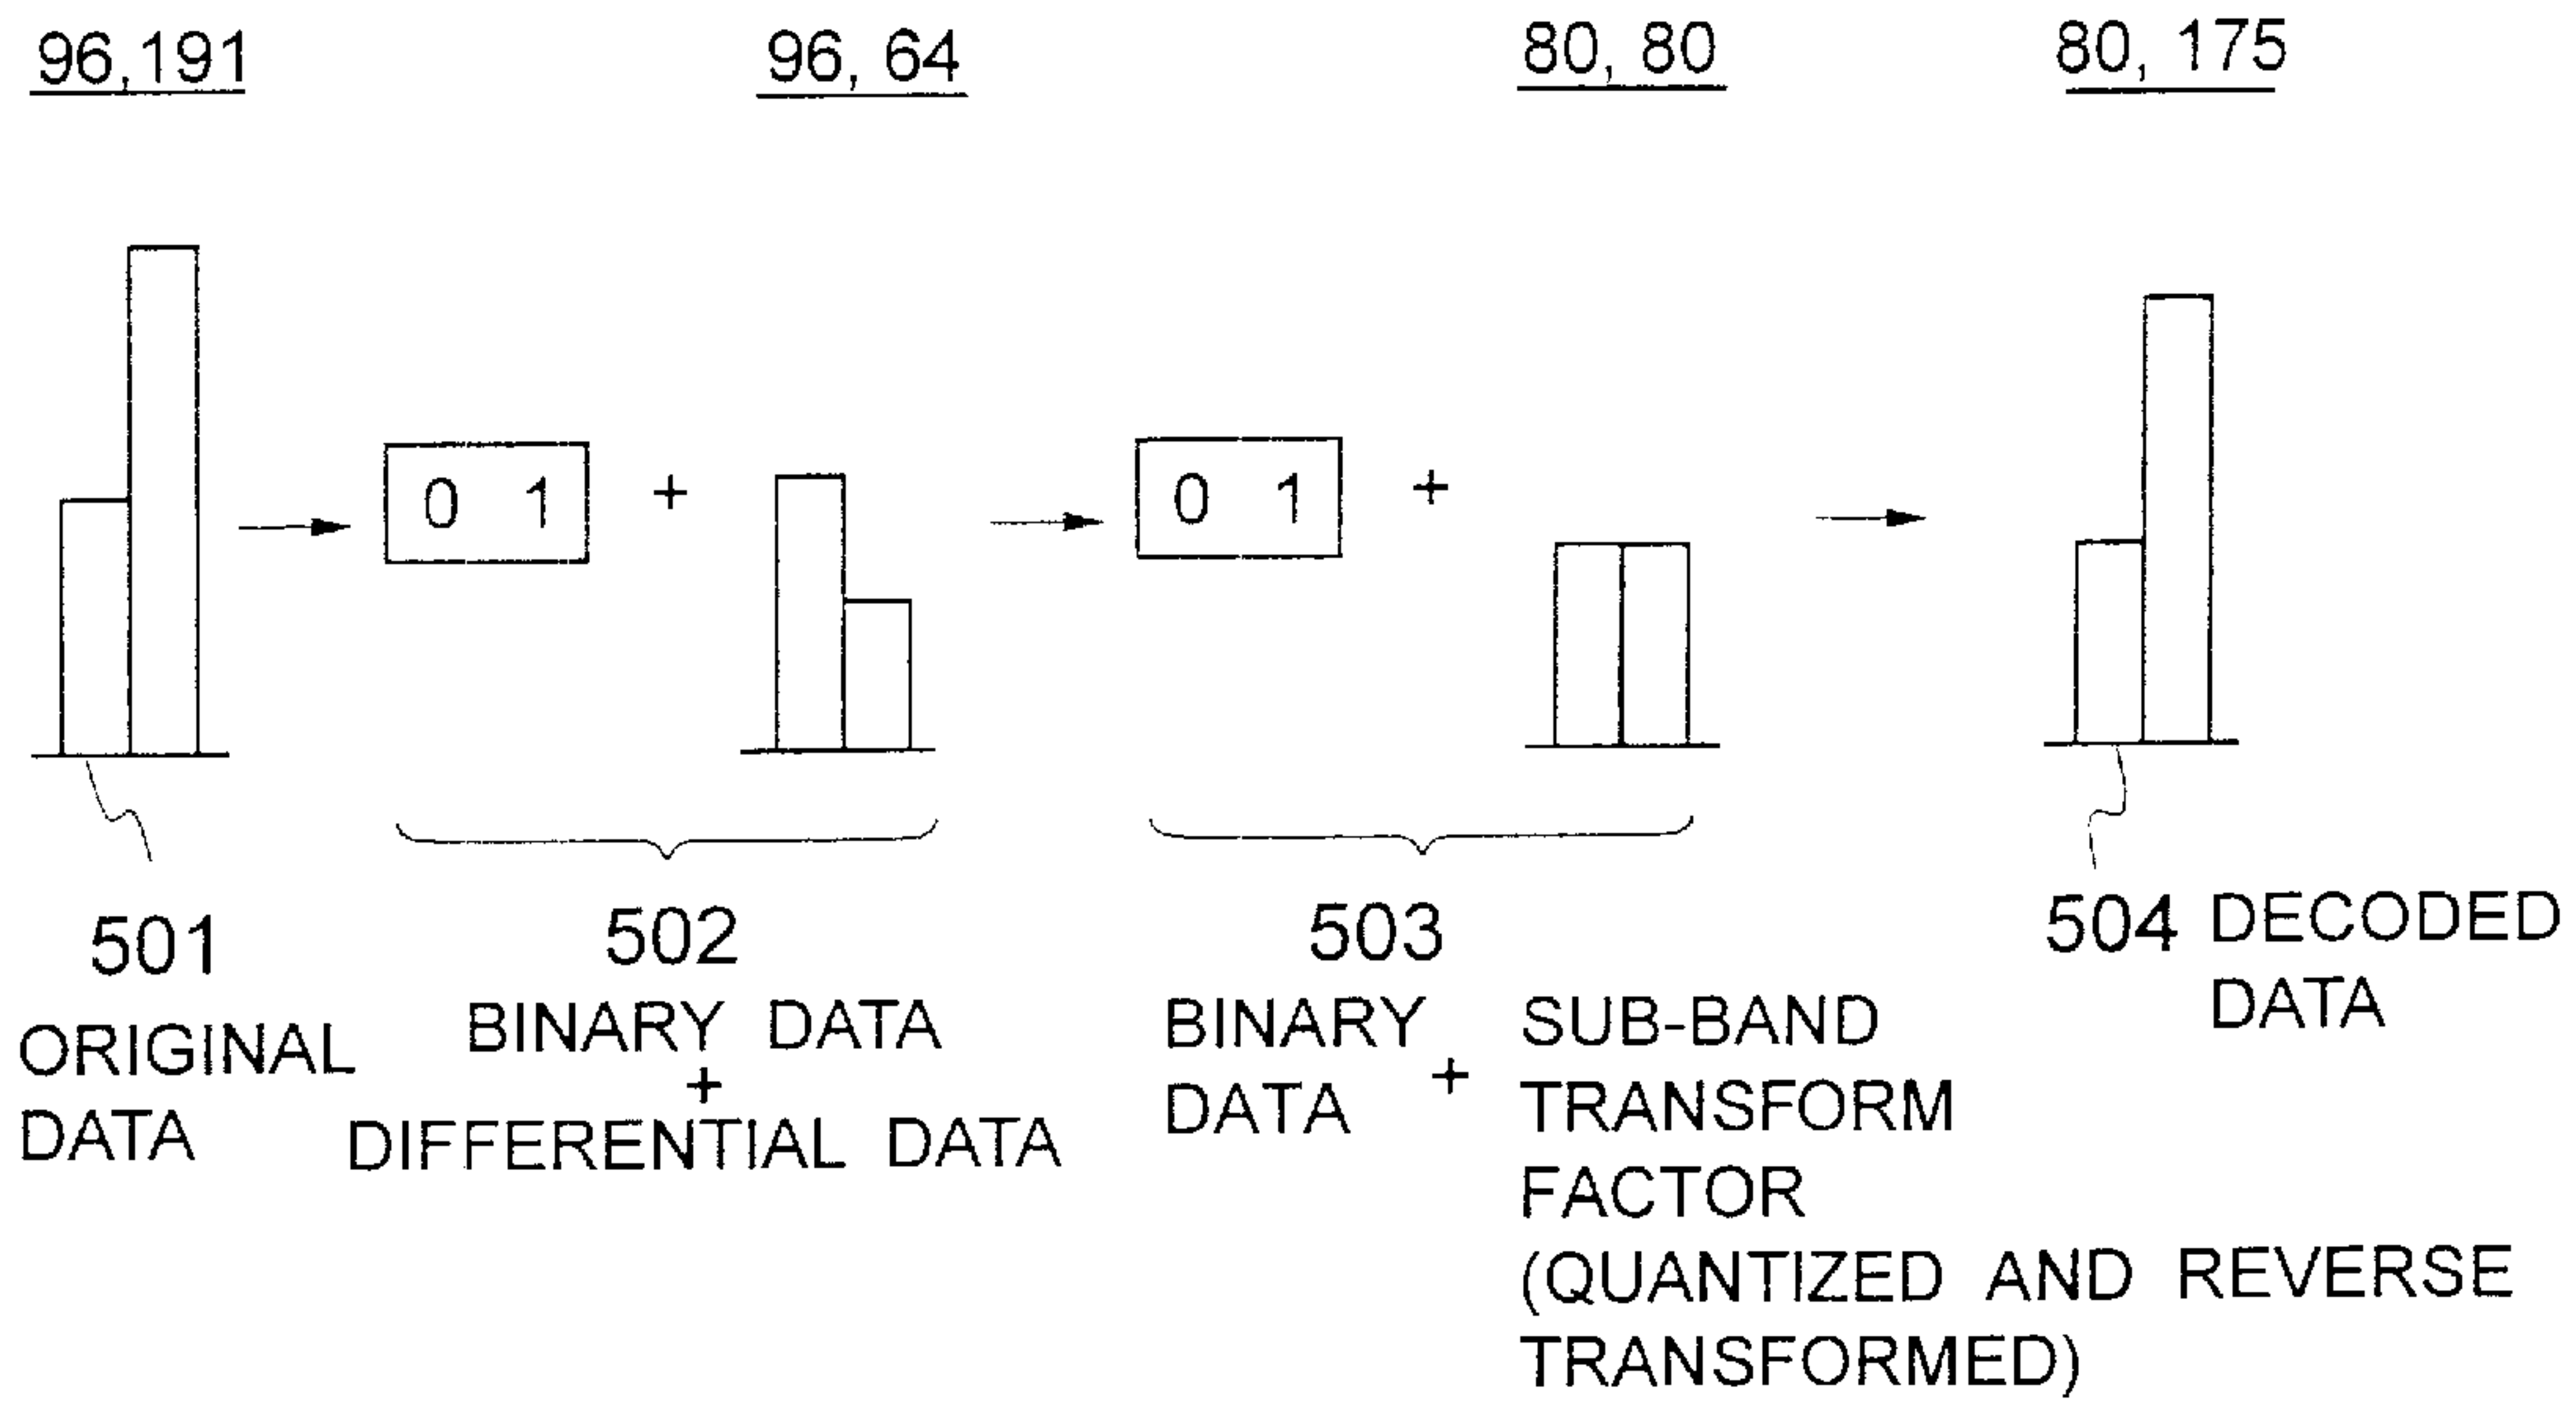 96,191
96, 64
80, 80
80, 175
0 1
+
0 1
+
501
ORIGINAL
DATA
502
BINARY DATA
+
DIFFERENTIAL DATA
503
BINARY
DATA
+
SUB-BAND
TRANSFORM
FACTOR
(QUANTIZED AND REVERSE
TRANSFORMED)
504 DECODED
DATA